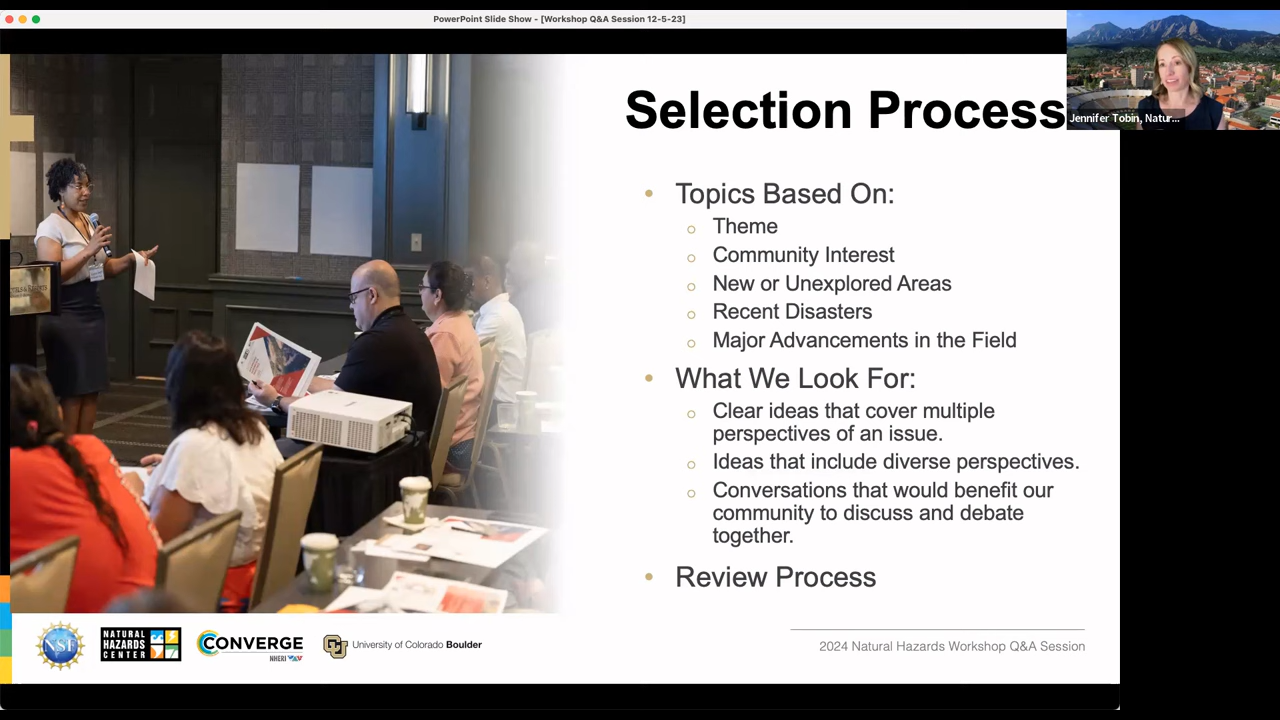 PowerPoint Slide Show - [Workshop Q&A Session 12-5-23]
Jennifer Tobin, Natur...
Selection Process
• Topics Based On:
o Theme
o Community Interest
o New or Unexplored Areas
o Recent Disasters
o Major Advancements in the Field
• What We Look For:
o Clear ideas that cover multiple
perspectives of an issue.
o Ideas that include diverse perspectives.
o Conversations that would benefit our
community to discuss and debate
together.
• Review Process
NSF
NATURAL
HAZARDS
CENTER
CONVERGE
NHERI
CU
University of Colorado Boulder
2024 Natural Hazards Workshop Q&A Session